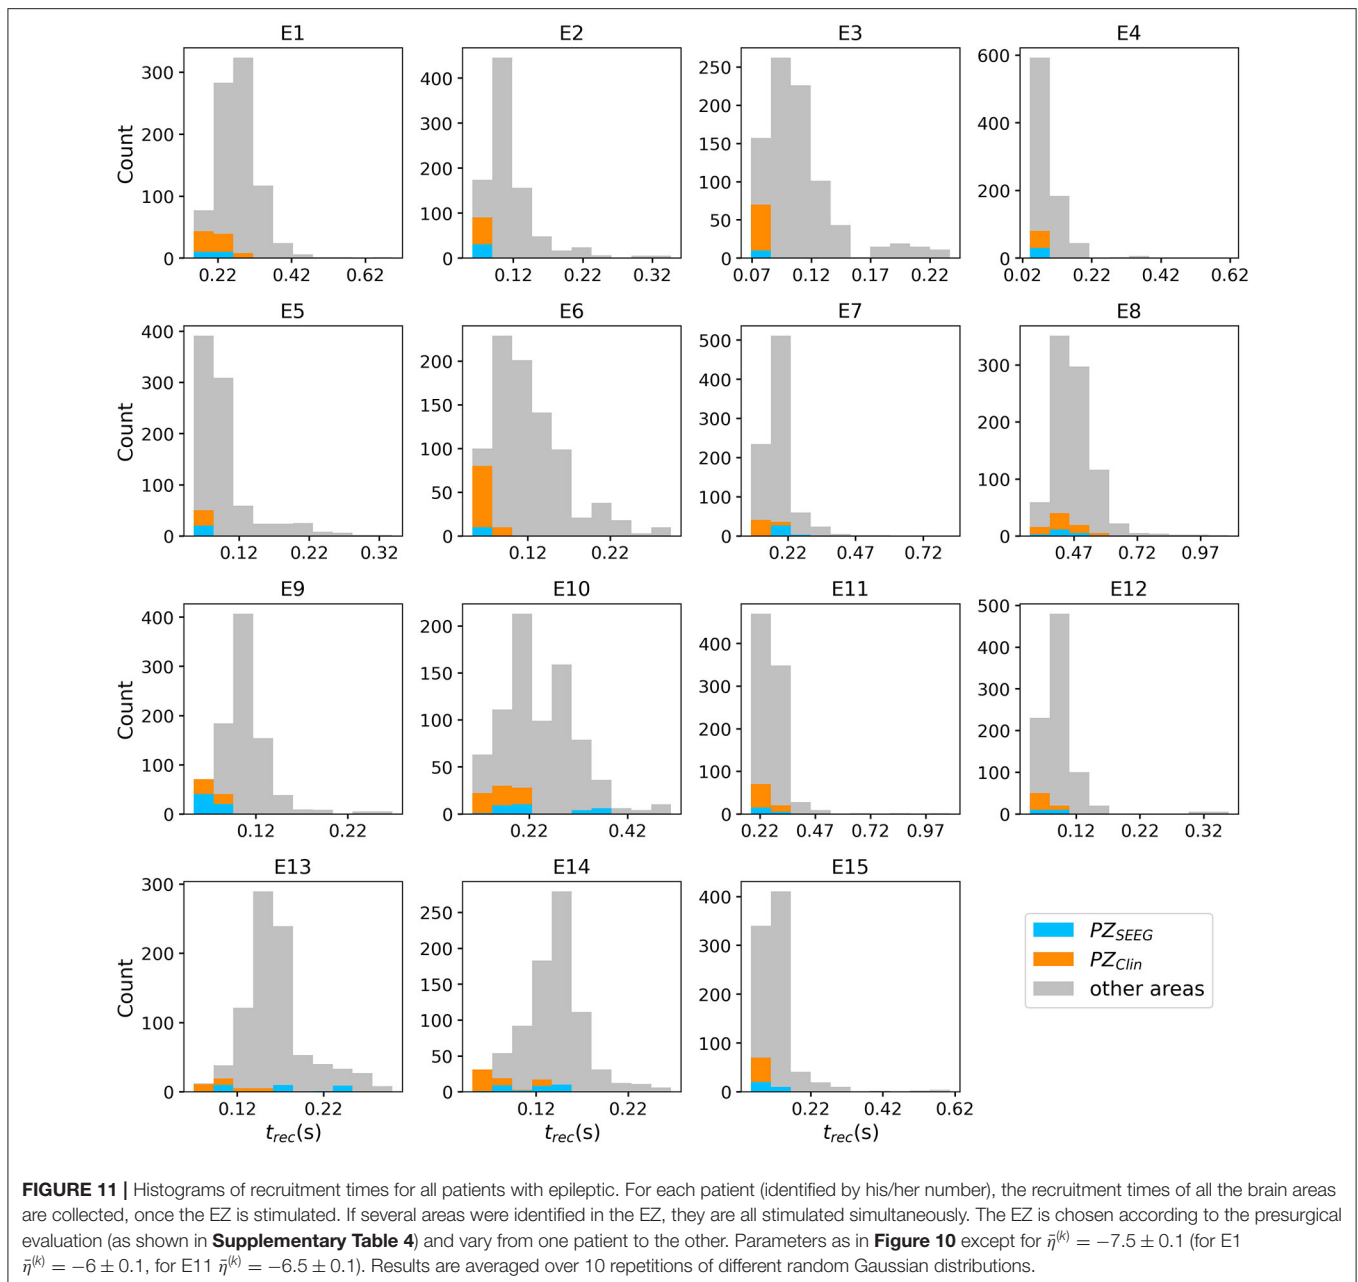 E1
E2
E3
E4
Count
300
200
100
0
0.22 0.42 0.62
400
300
200
100
0
0.12 0.22 0.32
250
200
150
100
50
0
0.07 0.12 0.17 0.22
600
400
200
0
0.02 0.22 0.42 0.62
E5
E6
E7
E8
Count
400
300
200
100
0
0.12 0.22 0.32
200
150
100
50
0
0.12 0.22
500
400
300
200
100
0
0.22 0.47 0.72
300
200
100
0
0.47 0.72 0.97
E9
E10
E11
E12
Count
400
300
200
100
0
0.12 0.22
200
150
100
50
0
0.22 0.42
400
300
200
100
0
0.22 0.47 0.72 0.97
500
400
300
200
100
0
0.12 0.22 0.32
E13
E14
E15
Count
300
200
100
0
0.12 0.22
t_rec(s)
250
200
150
100
50
0
0.12 0.22
t_rec(s)
400
300
200
100
0
0.22 0.42 0.62
t_rec(s)
PZ_SEEG
PZ_Clin
other areas
FIGURE 11 | Histograms of recruitment times for all patients with epileptic. For each patient (identified by his/her number), the recruitment times of all the brain areas
are collected, once the EZ is stimulated. If several areas were identified in the EZ, they are all stimulated simultaneously. The EZ is chosen according to the presurgical
evaluation (as shown in Supplementary Table 4) and vary from one patient to the other. Parameters as in Figure 10 except for η̄^(k) = −7.5 ± 0.1 (for E1
η̄^(k) = −6 ± 0.1, for E11 η̄^(k) = −6.5 ± 0.1). Results are averaged over 10 repetitions of different random Gaussian distributions.